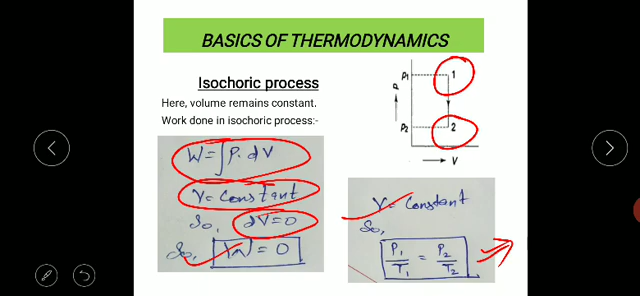 BASICS OF THERMODYNAMICS
Isochoric process
Here, volume remains constant.
Work done in isochoric process:-
W=∫P.dV
V=Constant
So, dV=0
So, W = 0
P1
1
P
P2
2
V
V= Constant
So,
P1/T1 = P2/T2